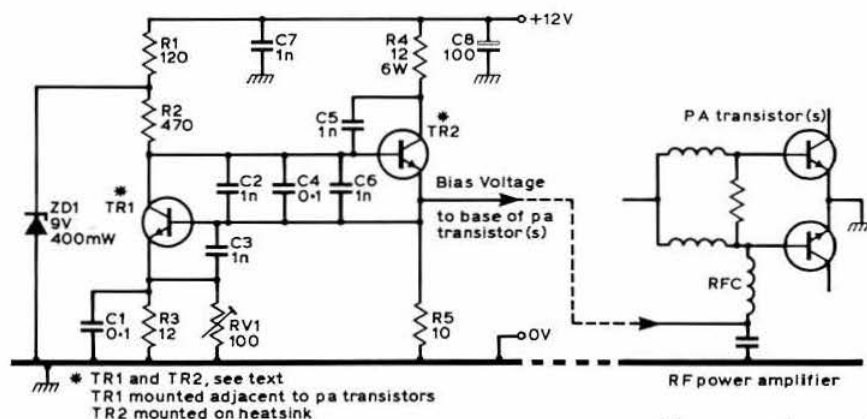 +12V
R1
120
C7
1n
R4
12
6W
C8
100
R2
470
C5
1n
*
TR2
PA transistor(s)
ZD1
9V
400mW
*
TR1
C2
1n
C4
0·1
C6
1n
Bias Voltage
to base of pa
transistor(s)
C3
1n
RFC
C1
0·1
R3
12
RV1
100
R5
10
0V
* TR1 and TR2, see text
TR1 mounted adjacent to pa transistors
TR2 mounted on heatsink
RF power amplifier